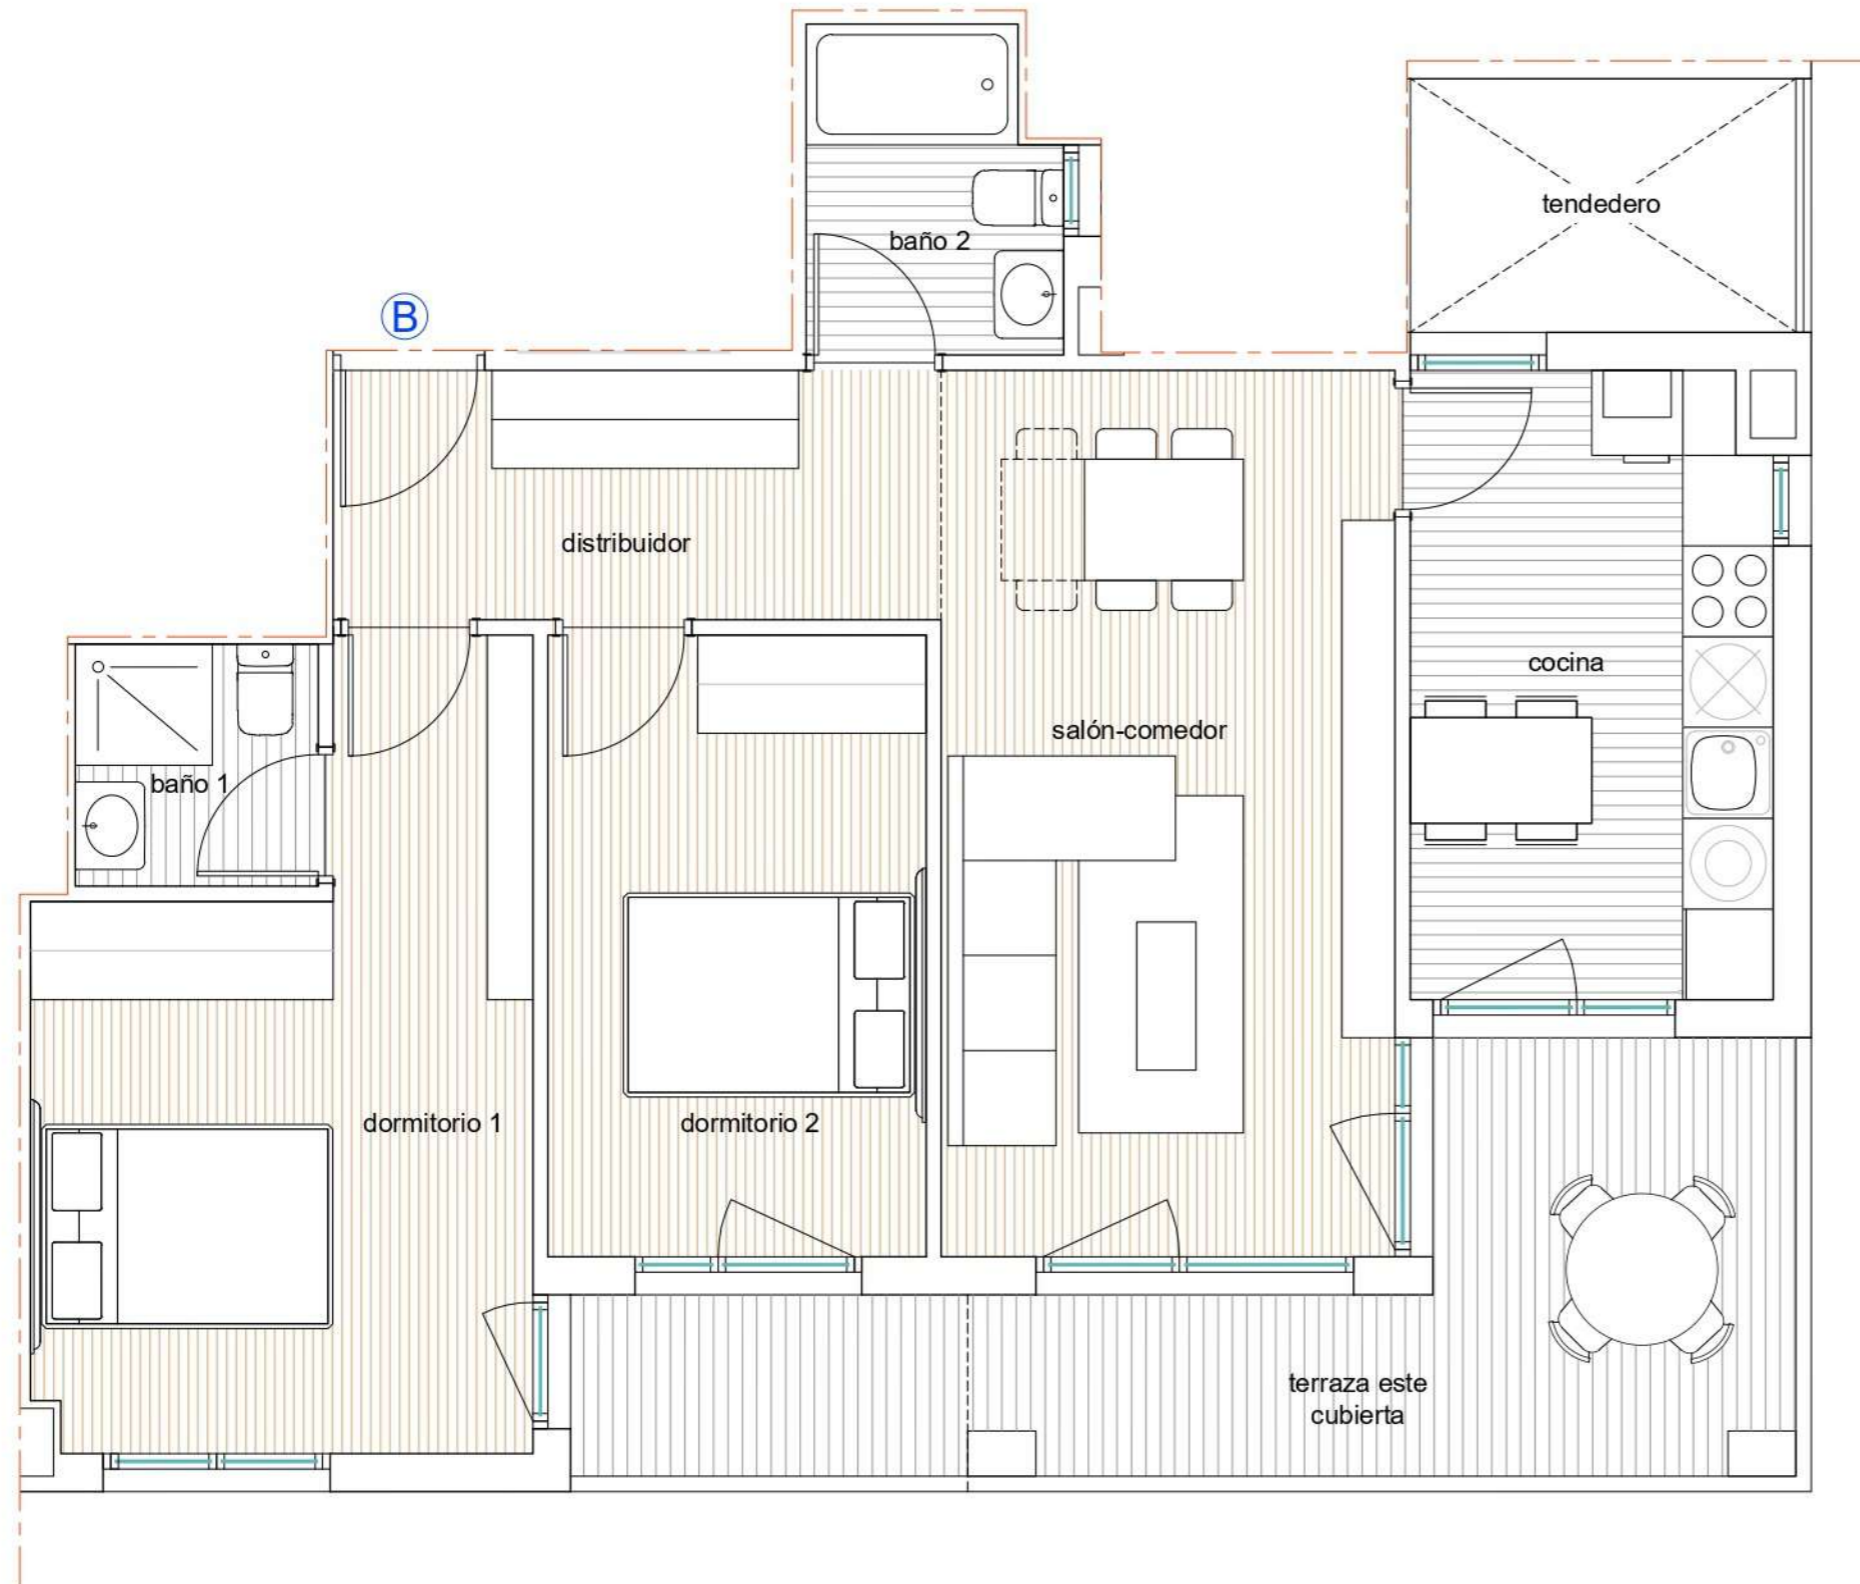 tendedero
baño 2
B
distribuidor
cocina
salón-comedor
baño 1
dormitorio 1
dormitorio 2
terraza este
cubierta